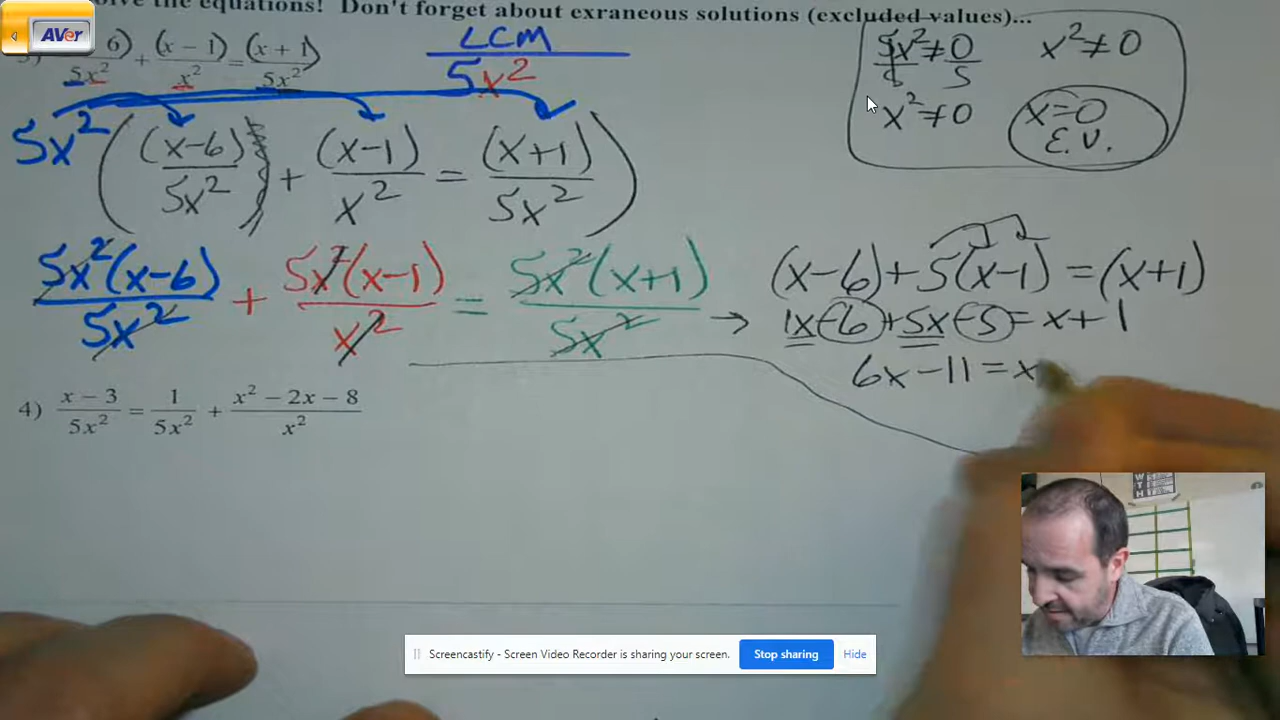 the equations! Don't forget about exraneous solutions (excluded values)...
AVer
6) + (x - 1) = (x + 1)
5x² x² 5x²
LCM
5x²
5x² ≠ 0 x² ≠ 0
5
x² ≠ 0 x = 0
E.V.
5x² ( (x-6)/5x² + (x-1)/x² = (x+1)/5x² )
5x²(x-6)/5x² + 5x²(x-1)/x² = 5x²(x+1)/5x² →
(x-6) + 5(x-1) = (x+1)
1x-6+5x-5 = x+1
6x-11 = x
4) x − 3/5x² = 1/5x² + x² − 2x − 8/x²
Screencastify - Screen Video Recorder is sharing your screen. Stop sharing Hide